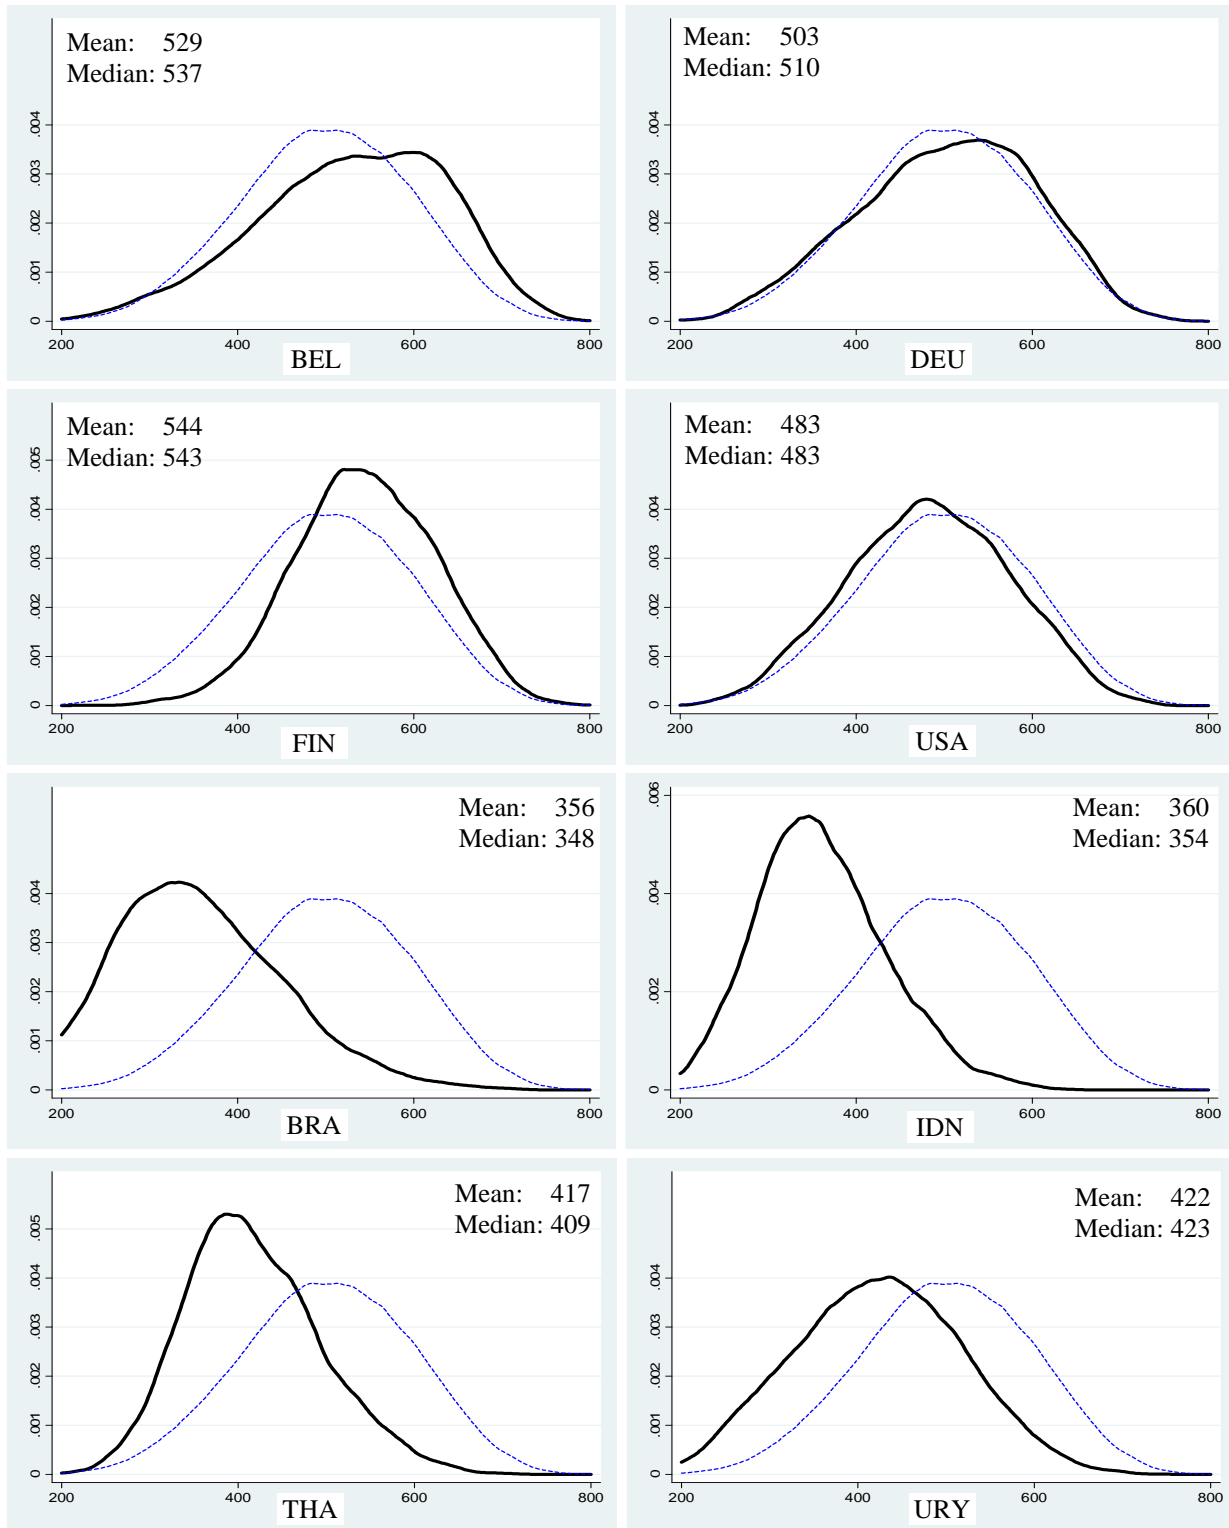 Mean: 529
Median: 537
.004
.003
.002
.001
0
200 400 600 800
BEL
Mean: 503
Median: 510
.004
.003
.002
.001
0
200 400 600 800
DEU
Mean: 544
Median: 543
.005
.004
.003
.002
.001
0
200 400 600 800
FIN
Mean: 483
Median: 483
.005
.004
.003
.002
.001
0
200 400 600 800
USA
Mean: 356
Median: 348
.004
.003
.002
.001
0
200 400 600 800
BRA
Mean: 360
Median: 354
.006
.004
.002
0
200 400 600 800
IDN
Mean: 417
Median: 409
.005
.004
.003
.002
.001
0
200 400 600 800
THA
Mean: 422
Median: 423
.004
.003
.002
.001
0
200 400 600 800
URY